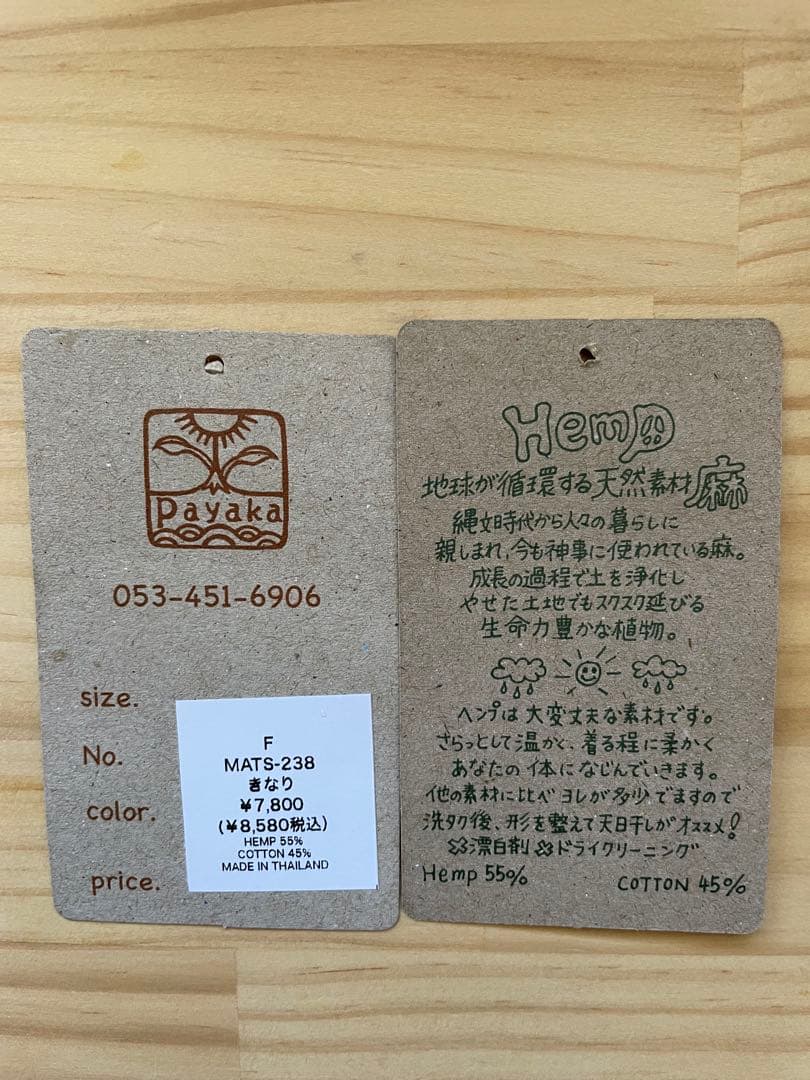 Payaka
053-451-6906
size.
No.
color.
price.
F
MATS-238
きなり
¥7,800
(¥8,580税込)
HEMP 55%
COTTON 45%
MADE IN THAILAND
Hemp
地球が循環する天然素材 麻
縄文時代から人々の暮らしに
親しまれ、今も神事に使われている麻。
成長の過程で土を浄化し
やせた土地でもスクスク延びる
生命力豊かな植物。
ヘンプは大変丈夫な素材です。
さらっとして温かく、着る程に柔かく
あなたの体になじんでいきます。
他の素材に比べヨレが多少でますので
洗タク後、形を整えて天日干しがオススメ!
漂白剤 ドライクリーニング
Hemp 55%
COTTON 45%